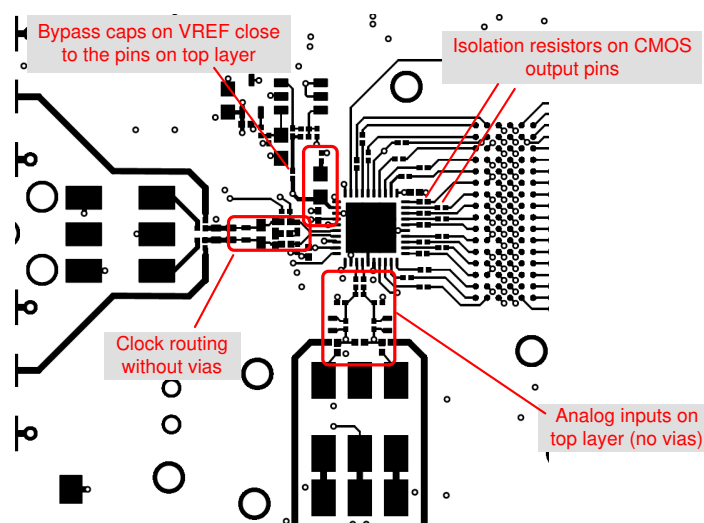 Bypass caps on VREF close
to the pins on top layer
Isolation resistors on CMOS
output pins
Clock routing
without vias
Analog inputs on
top layer (no vias)